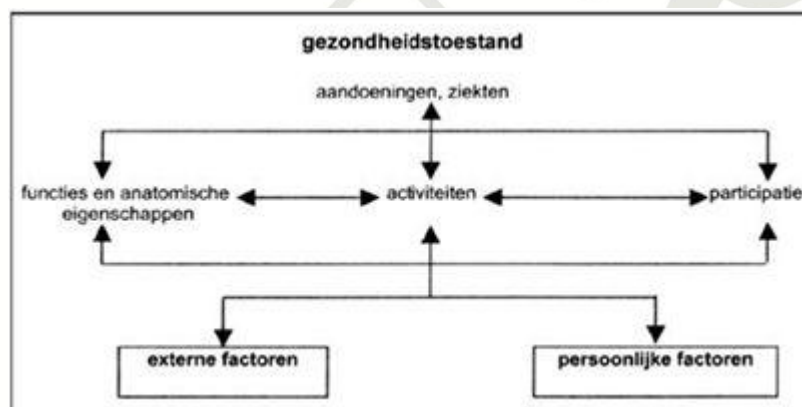 gezondheidstoestand
aandoeningen, ziekten
functies en anatomische
eigenschappen
activiteiten
participatie
externe factoren
persoonlijke factoren